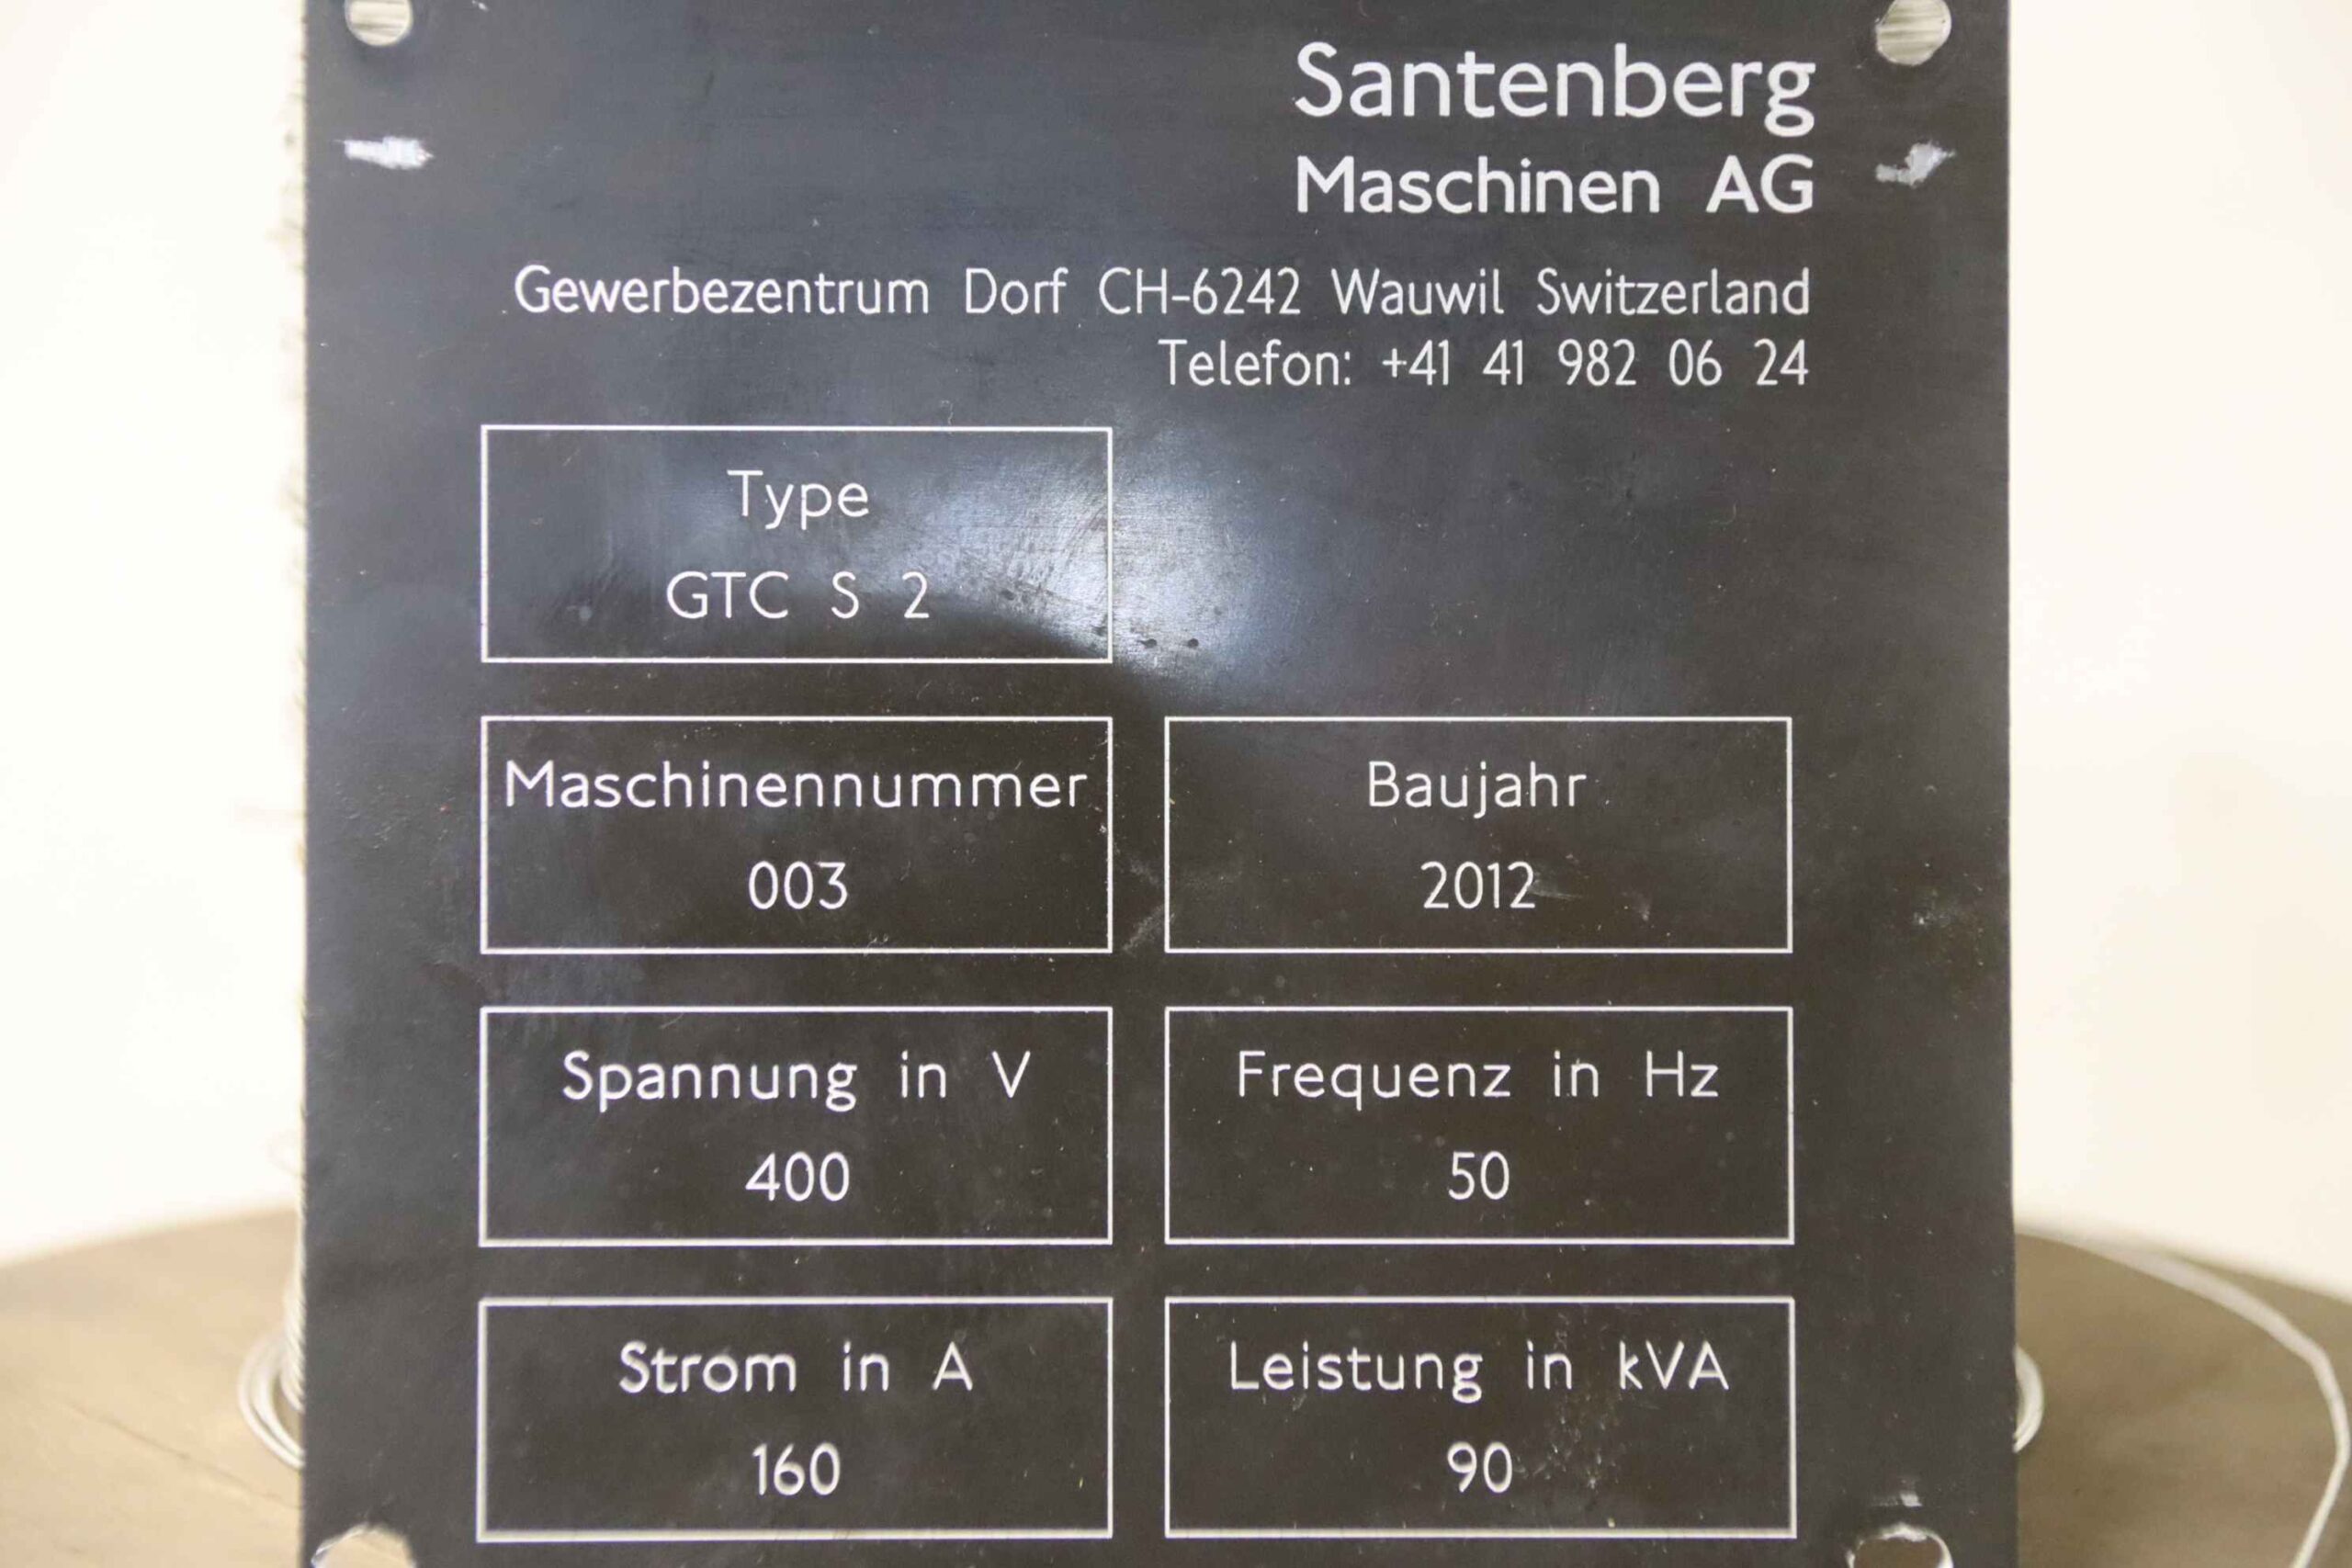 Santenberg
Maschinen AG
Gewerbezentrum Dorf CH-6242 Wauwil Switzerland
Telefon: +41 41 982 06 24
Type
GTC S 2
Maschinennummer
003
Baujahr
2012
Spannung in V
400
Frequenz in Hz
50
Strom in A
160
Leistung in kVA
90